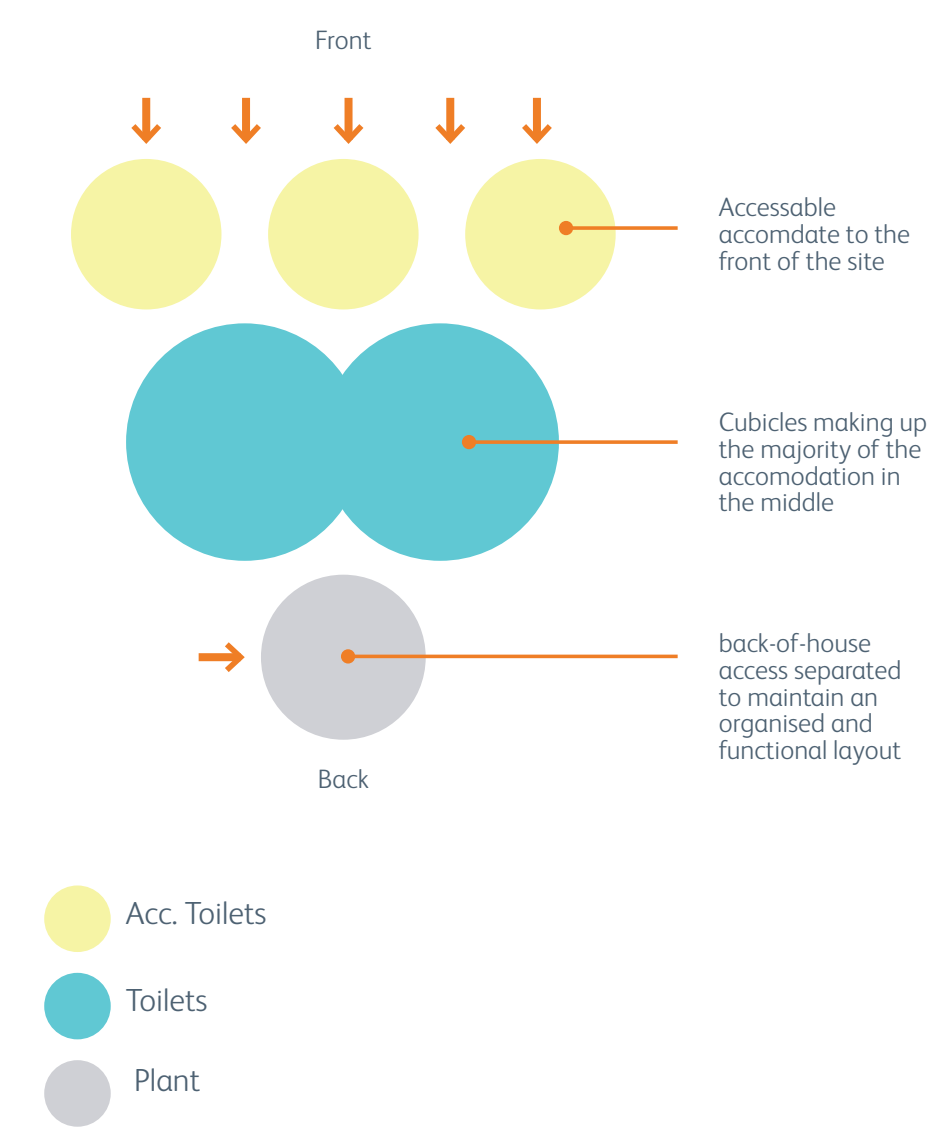 Front
Accessable
accomdate to the
front of the site
Cubicles making up
the majority of the
accomodation in
the middle
back-of-house
access separated
to maintain an
organised and
functional layout
Back
Acc. Toilets
Toilets
Plant